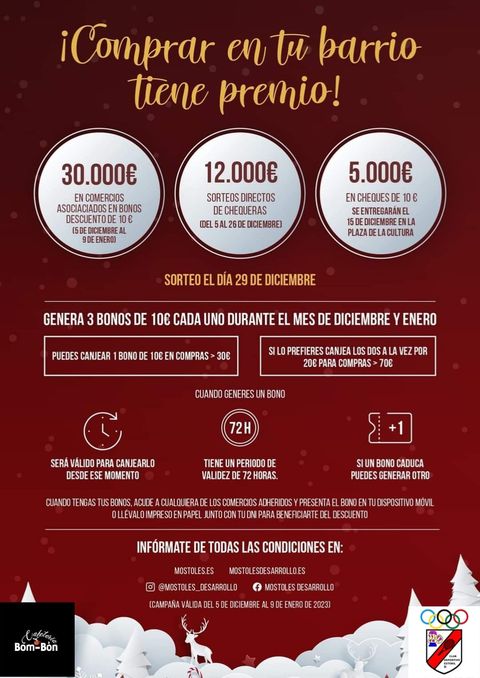 ¡Comprar en tu barrio
tiene premio!
30.000€
EN COMERCIOS
ASOCIACIADOS EN BONOS
DESCUENTO DE 10 €
(5 DE DICIEMBRE AL
9 DE ENERO)
12.000€
SORTEOS DIRECTOS
DE CHEQUERAS
(DEL 5 AL 26 DE DICIEMBRE)
5.000€
EN CHEQUES DE 10 €
SE ENTREGARÁN EL
15 DE DICIEMBRE EN LA
PLAZA DE LA CULTURA
SORTEO EL DÍA 29 DE DICIEMBRE
GENERA 3 BONOS DE 10€ CADA UNO DURANTE EL MES DE DICIEMBRE Y ENERO
PUEDES CANJEAR 1 BONO DE 10€ EN COMPRAS > 30€
SI LO PREFIERES CANJEA LOS DOS A LA VEZ POR
20€ PARA COMPRAS > 70€
CUANDO GENERES UN BONO
SERÁ VÁLIDO PARA CANJEARLO
DESDE ESE MOMENTO
72 H
TIENE UN PERIODO DE
VALIDEZ DE 72 HORAS.
+1
SI UN BONO CADUCA
PUEDES GENERAR OTRO
CUANDO TENGAS TUS BONOS, ACUDE A CUALQUIERA DE LOS COMERCIOS ADHERIDOS Y PRESENTA EL BONO EN TU DISPOSITIVO MÓVIL
O LLÉVALO IMPRESO EN PAPEL JUNTO CON TU DNI PARA BENEFICIARTE DEL DESCUENTO
INFÓRMATE DE TODAS LAS CONDICIONES EN:
MOSTOLES.ES MOSTOLESDESARROLLO.ES
@MOSTOLES_DESARROLLO MOSTOLES DESARROLLO
(CAMPAÑA VÁLIDA DEL 5 DE DICIEMBRE AL 9 DE ENERO DE 2023)
Cafetería
Bom-Bón
CLUB
DEPORTIVO